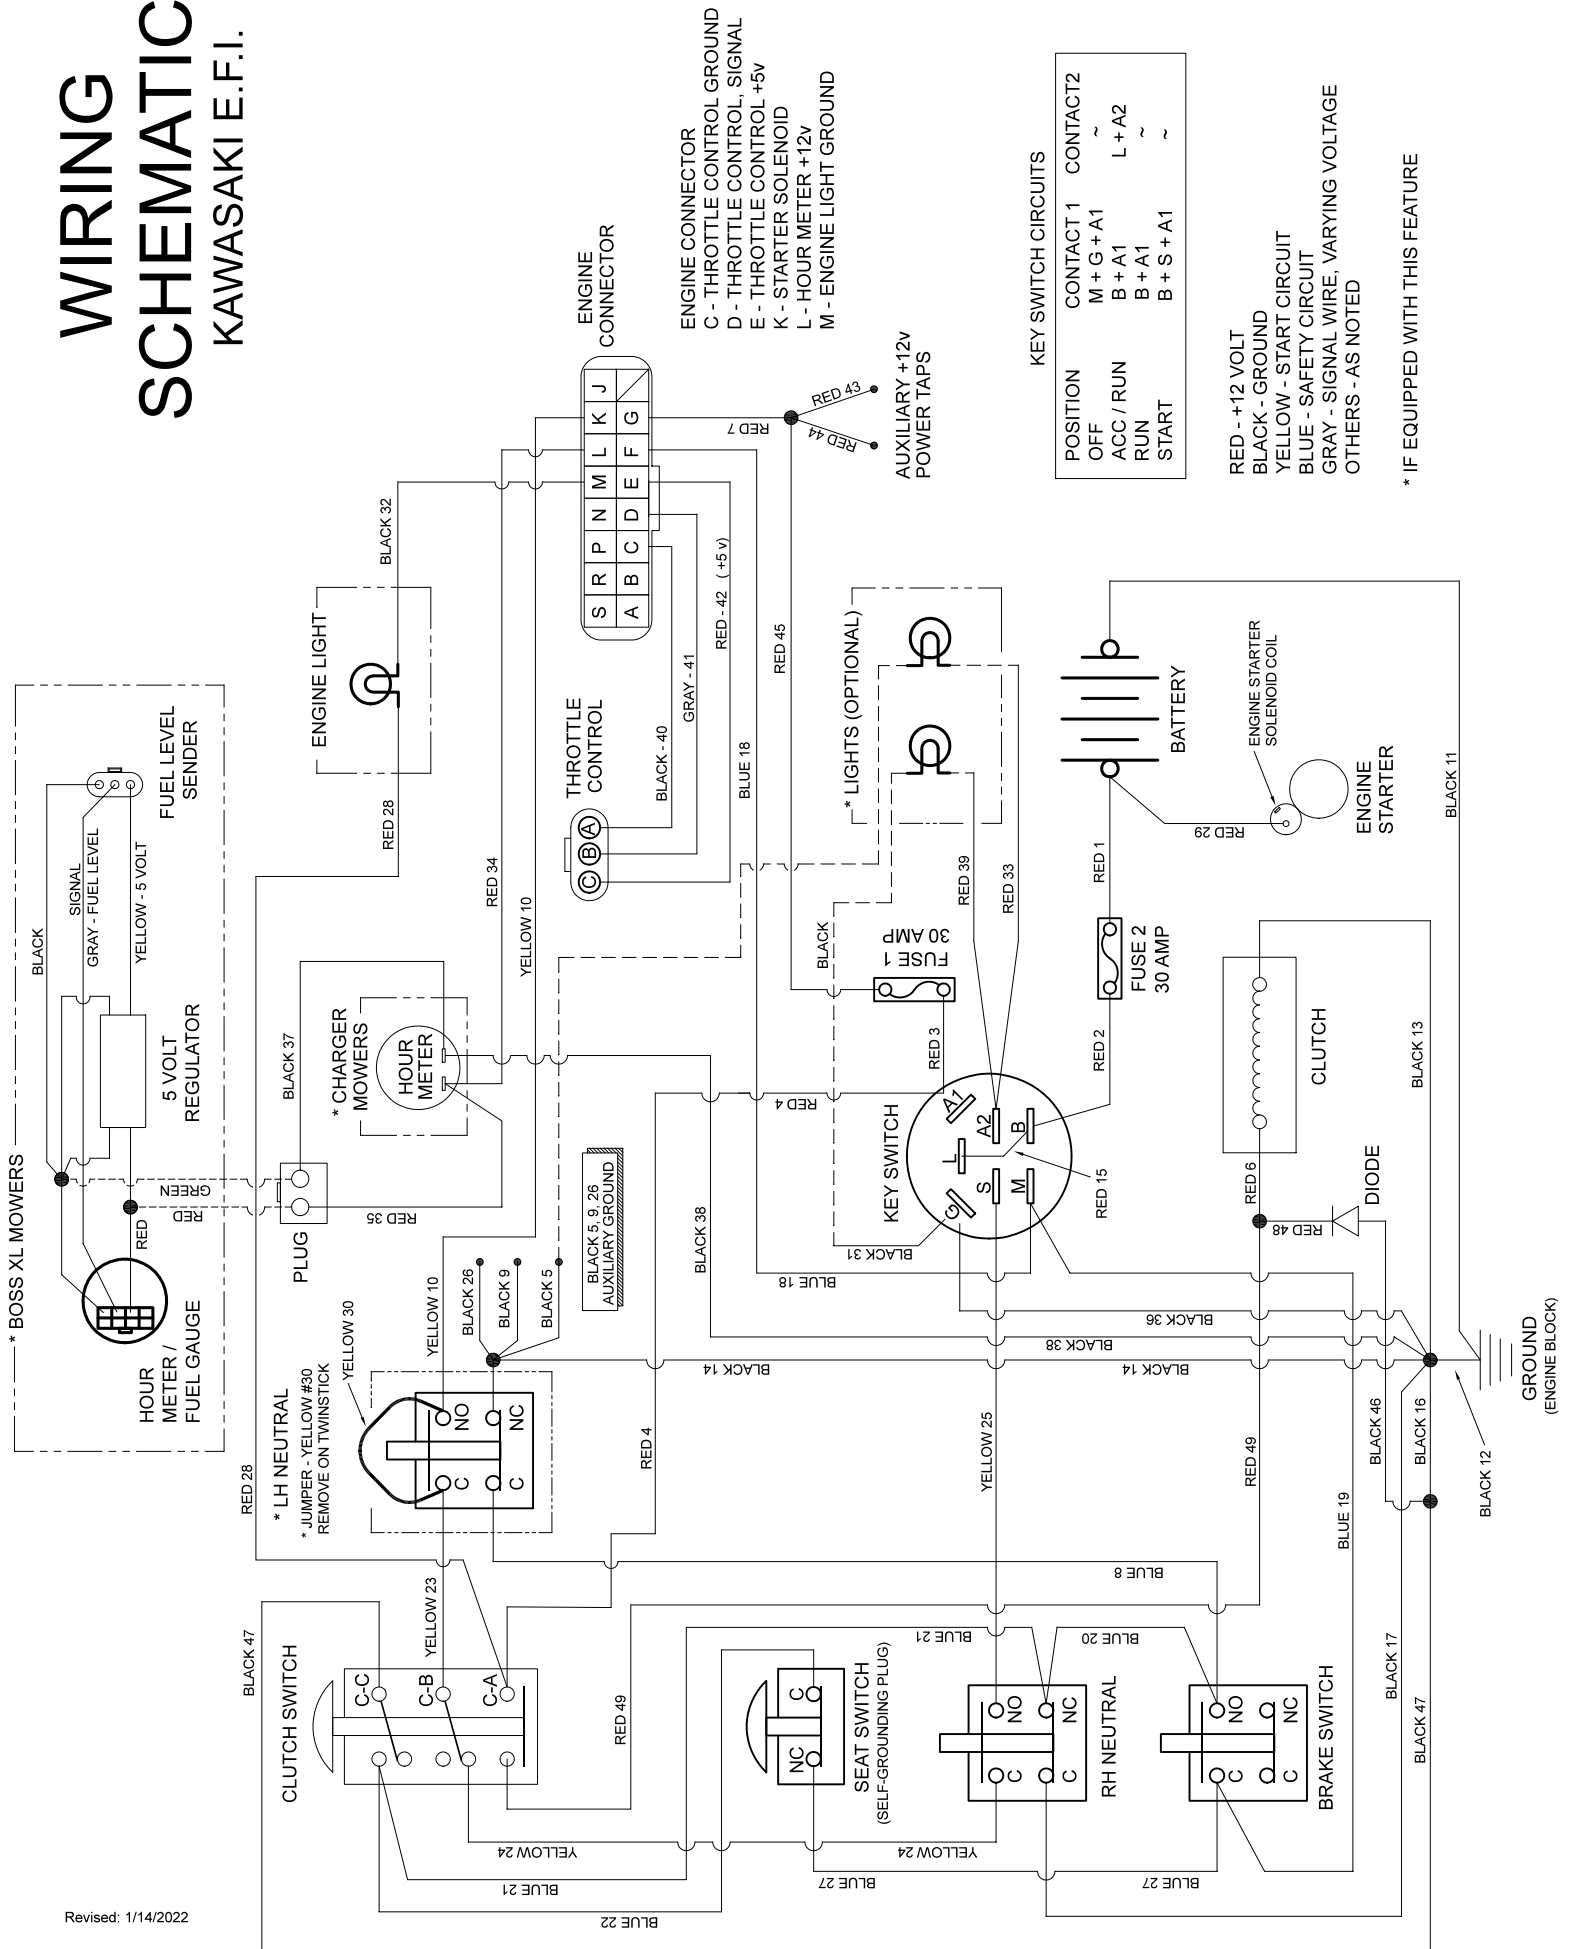 WIRING
SCHEMATIC
KAWASAKI E.F.I.
* BOSS XL MOWERS
HOUR
METER /
FUEL GAUGE
BLACK
SIGNAL
GRAY - FUEL LEVEL
YELLOW - 5 VOLT
5 VOLT
REGULATOR
FUEL LEVEL
SENDER
GREEN
RED
RED
PLUG
RED 35
BLACK 37
* CHARGER
MOWERS
HOUR
METER
ENGINE LIGHT
BLACK 32
RED 28
RED 28
RED 34
YELLOW 10
ENGINE
CONNECTOR
S R P N M L K J
A B C D E F G
ENGINE CONNECTOR
C - THROTTLE CONTROL GROUND
D - THROTTLE CONTROL, SIGNAL
E - THROTTLE CONTROL +5v
K - STARTER SOLENOID
L - HOUR METER +12v
M - ENGINE LIGHT GROUND
THROTTLE
CONTROL
C B A
BLACK - 40
GRAY - 41
RED - 42 ( +5 v)
BLUE 18
RED 7
RED 45
RED 43
RED 44
AUXILIARY +12v
POWER TAPS
* LH NEUTRAL
* JUMPER - YELLOW #30
REMOVE ON TWINSTICK
YELLOW 30
YELLOW 10
C
NO
C
NC
BLACK 26
BLACK 9
BLACK 5
BLACK 5, 9, 26
AUXILIARY GROUND
BLACK 38
BLACK 14
RED 4
RED 4
CLUTCH SWITCH
BLACK 47
C-C
C-B
C-A
YELLOW 23
RED 49
YELLOW 24
BLUE 21
BLUE 22
SEAT SWITCH
(SELF-GROUNDING PLUG)
NC
C
BLUE 27
YELLOW 24
RH NEUTRAL
C
NO
C
NC
BLUE 21
BLUE 20
YELLOW 25
BRAKE SWITCH
C
NO
C
NC
BLUE 27
BLUE 8
BLUE 19
RED 49
BLACK 17
BLACK 47
BLACK 46
BLACK 16
BLACK 12
BLACK 14
BLACK 38
BLACK 36
GROUND
(ENGINE BLOCK)
KEY SWITCH
G
L
A1
S
A2
M
B
RED 15
BLACK 31
BLUE 18
RED 3
RED 2
FUSE 1
30 AMP
BLACK
RED 39
RED 33
* LIGHTS (OPTIONAL)
FUSE 2
30 AMP
RED 1
BATTERY
RED 29
ENGINE STARTER
SOLENOID COIL
ENGINE
STARTER
BLACK 11
CLUTCH
BLACK 13
RED 6
RED 48
DIODE
KEY SWITCH CIRCUITS
POSITION CONTACT 1 CONTACT2
OFF M + G + A1 ~
ACC / RUN B + A1 L + A2
RUN B + A1 ~
START B + S + A1 ~
RED - +12 VOLT
BLACK - GROUND
YELLOW - START CIRCUIT
BLUE - SAFETY CIRCUIT
GRAY - SIGNAL WIRE, VARYING VOLTAGE
OTHERS - AS NOTED
* IF EQUIPPED WITH THIS FEATURE
Revised: 1/14/2022